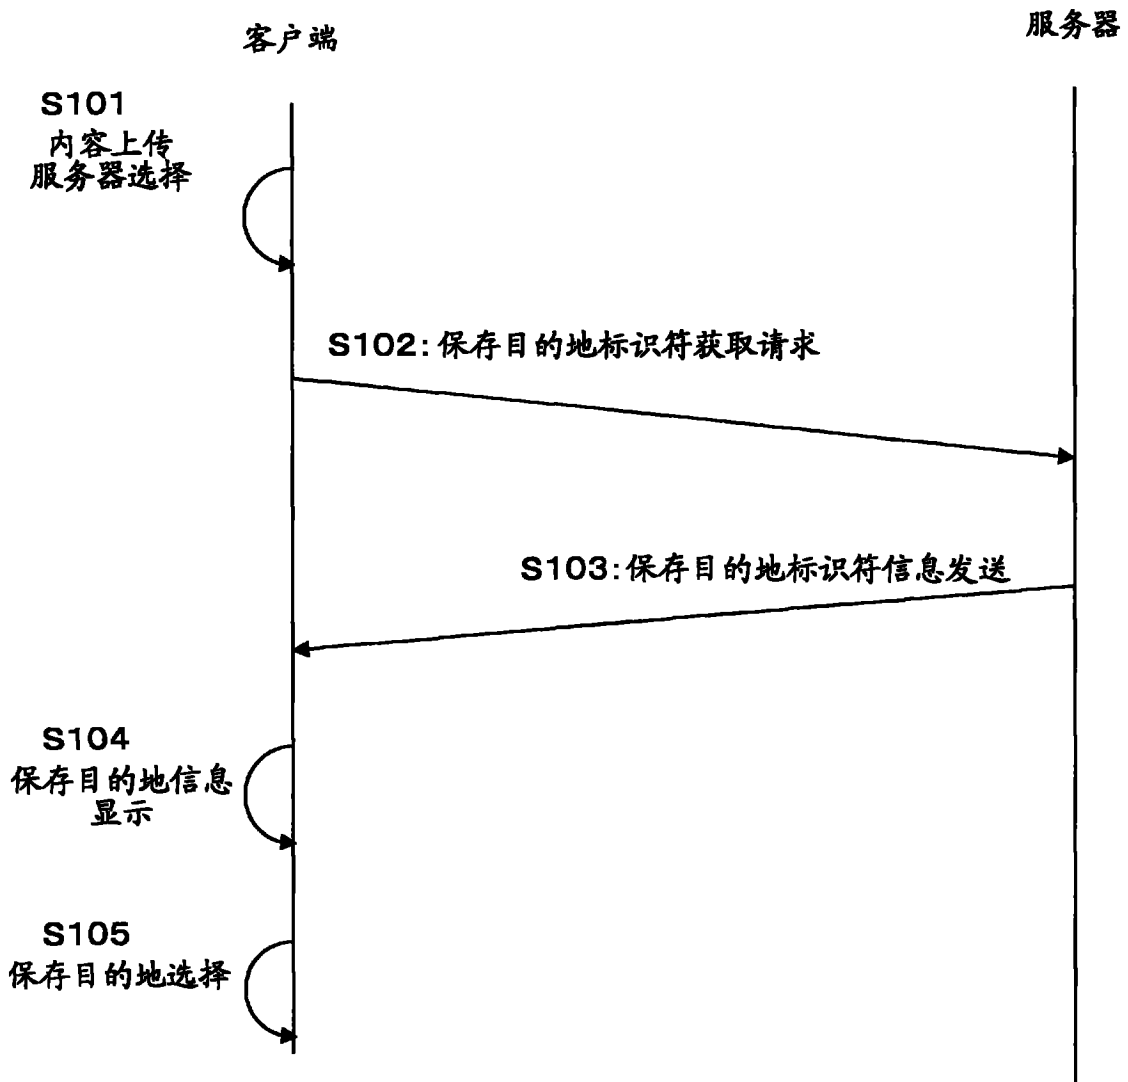 客户端
服务器
S101
内容上传
服务器选择
S102:保存目的地标识符获取请求
S103:保存目的地标识符信息发送
S104
保存目的地信息
显示
S105
保存目的地选择